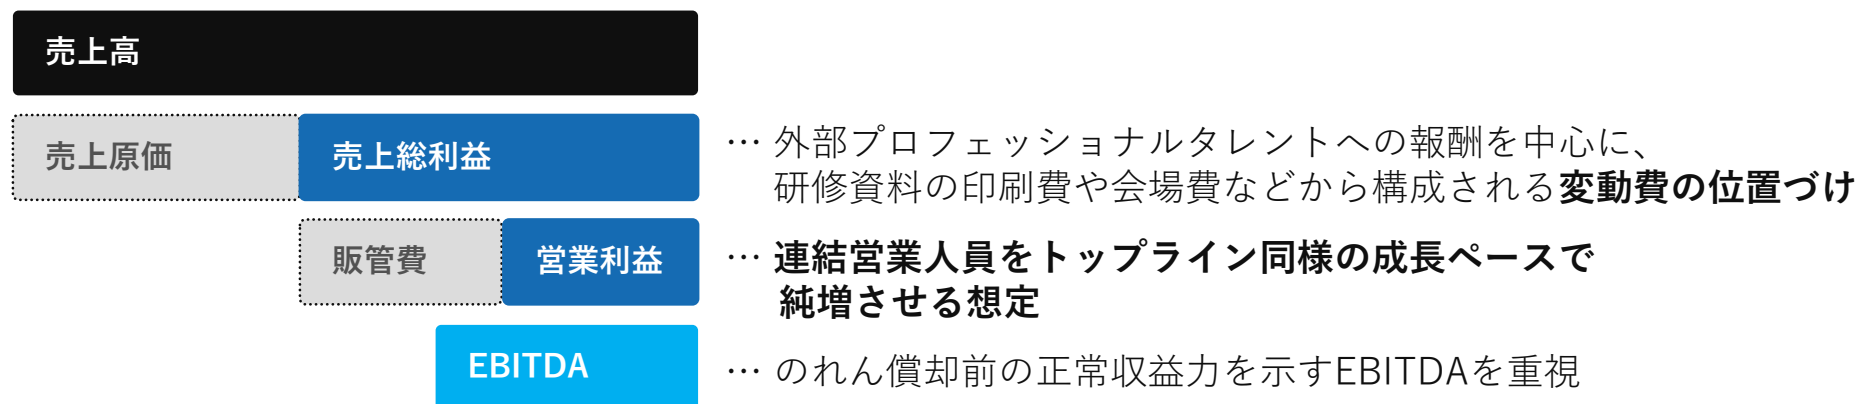 売上高
売上原価
売上総利益
… 外部プロフェッショナルタレントへの報酬を中心に、
研修資料の印刷費や会場費などから構成される変動費の位置づけ
販管費
営業利益
… 連結営業人員をトップライン同様の成長ペースで
純増させる想定
EBITDA
… のれん償却前の正常収益力を示すEBITDAを重視